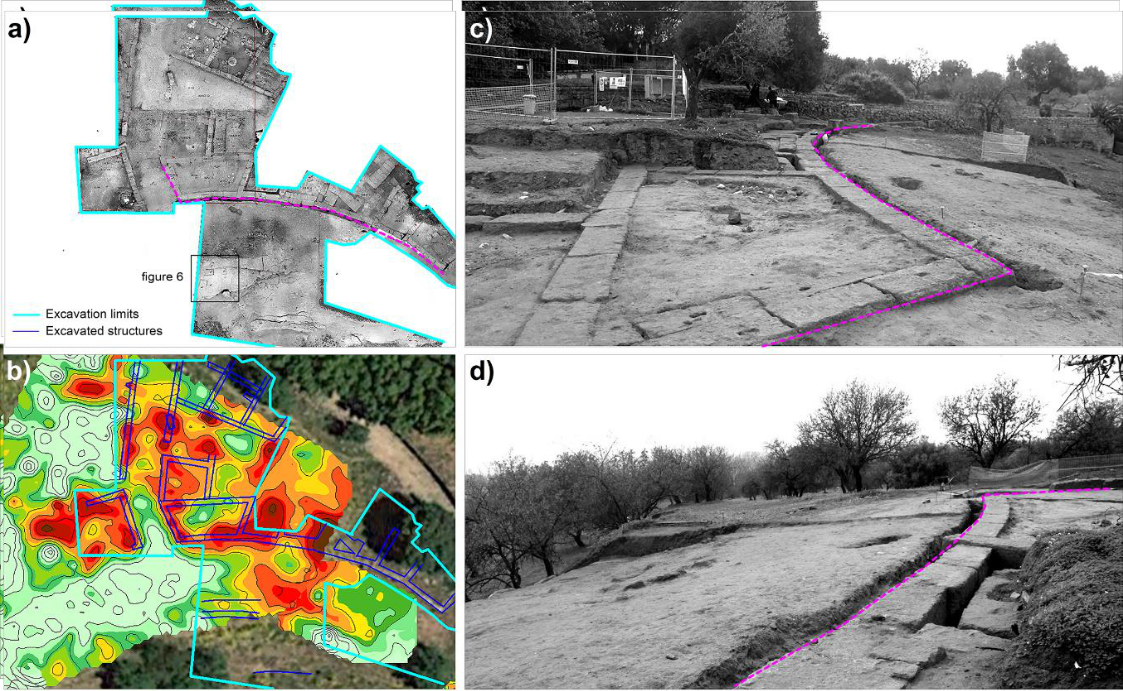 a)
figure 6
Excavation limits
Excavated structures
b)
c)
d)